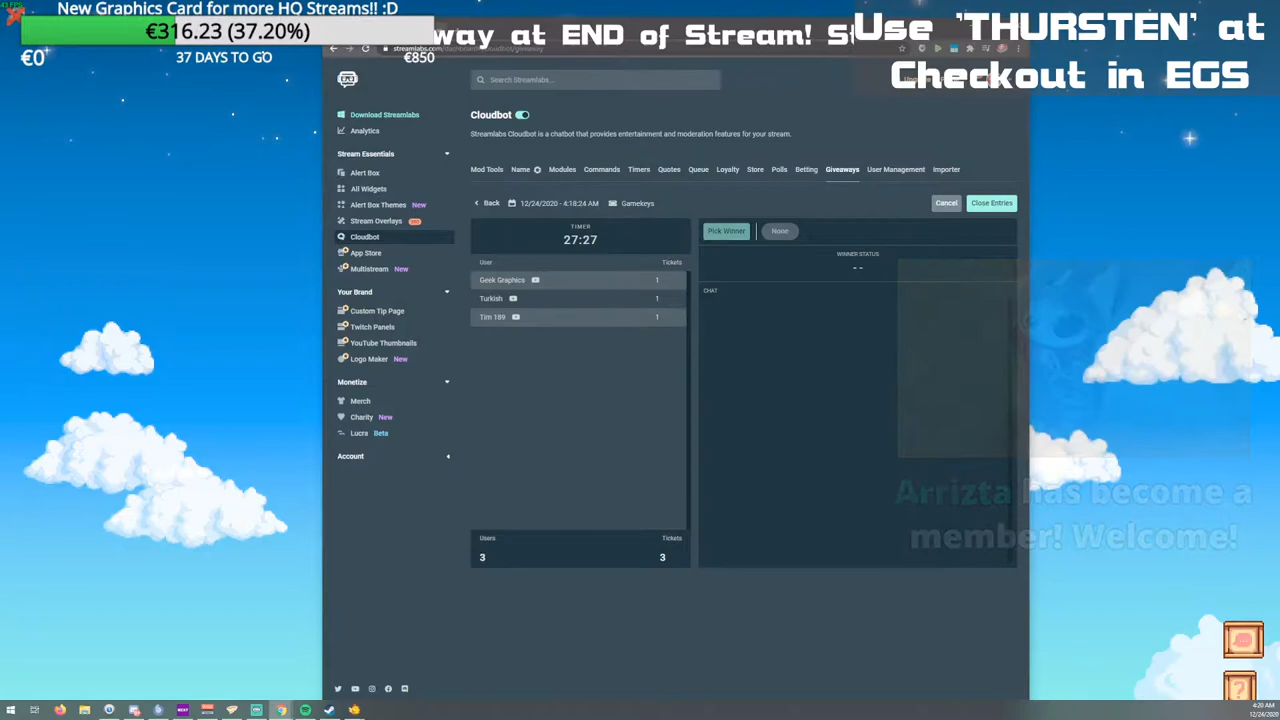 43 FPS
New Graphics Card for more HQ Streams!! :D
€316.23 (37.20%)
€0
37 DAYS TO GO
€850
way at END of Stream! S
Use 'THURSTEN' at
Checkout in EGS
Search Streamlabs...
Download Streamlabs
Analytics
Stream Essentials
Alert Box
All Widgets
Alert Box Themes New
Stream Overlays
Cloudbot
App Store
Multistream New
Your Brand
Custom Tip Page
Twitch Panels
YouTube Thumbnails
Logo Maker New
Monetize
Merch
Charity New
Lucra Beta
Account
Cloudbot
Streamlabs Cloudbot is a chatbot that provides entertainment and moderation features for your stream.
Mod Tools Name Modules Commands Timers Quotes Queue Loyalty Store Polls Betting Giveaways User Management Importer
Back 12/24/2020 - 4:18:24 AM Gamekeys
Cancel Close Entries
TIMER
27:27
User Tickets
Geek Graphics 1
Turkish 1
Tim 189 1
Users Tickets
3 3
Pick Winner None
WINNER STATUS
--
CHAT
Arrizta has become a
member! Welcome!
NEXT
4:20 AM
12/24/2020